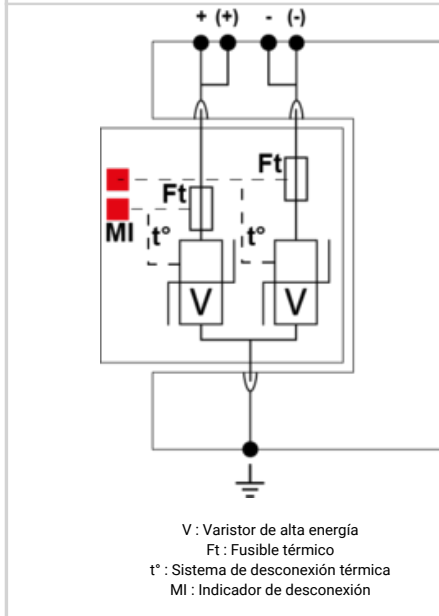 + (+) - (-)
Ft
Ft
MI t° t°
V V
V : Varistor de alta energía
Ft : Fusible térmico
t° : Sistema de desconexión térmica
MI : Indicador de desconexión